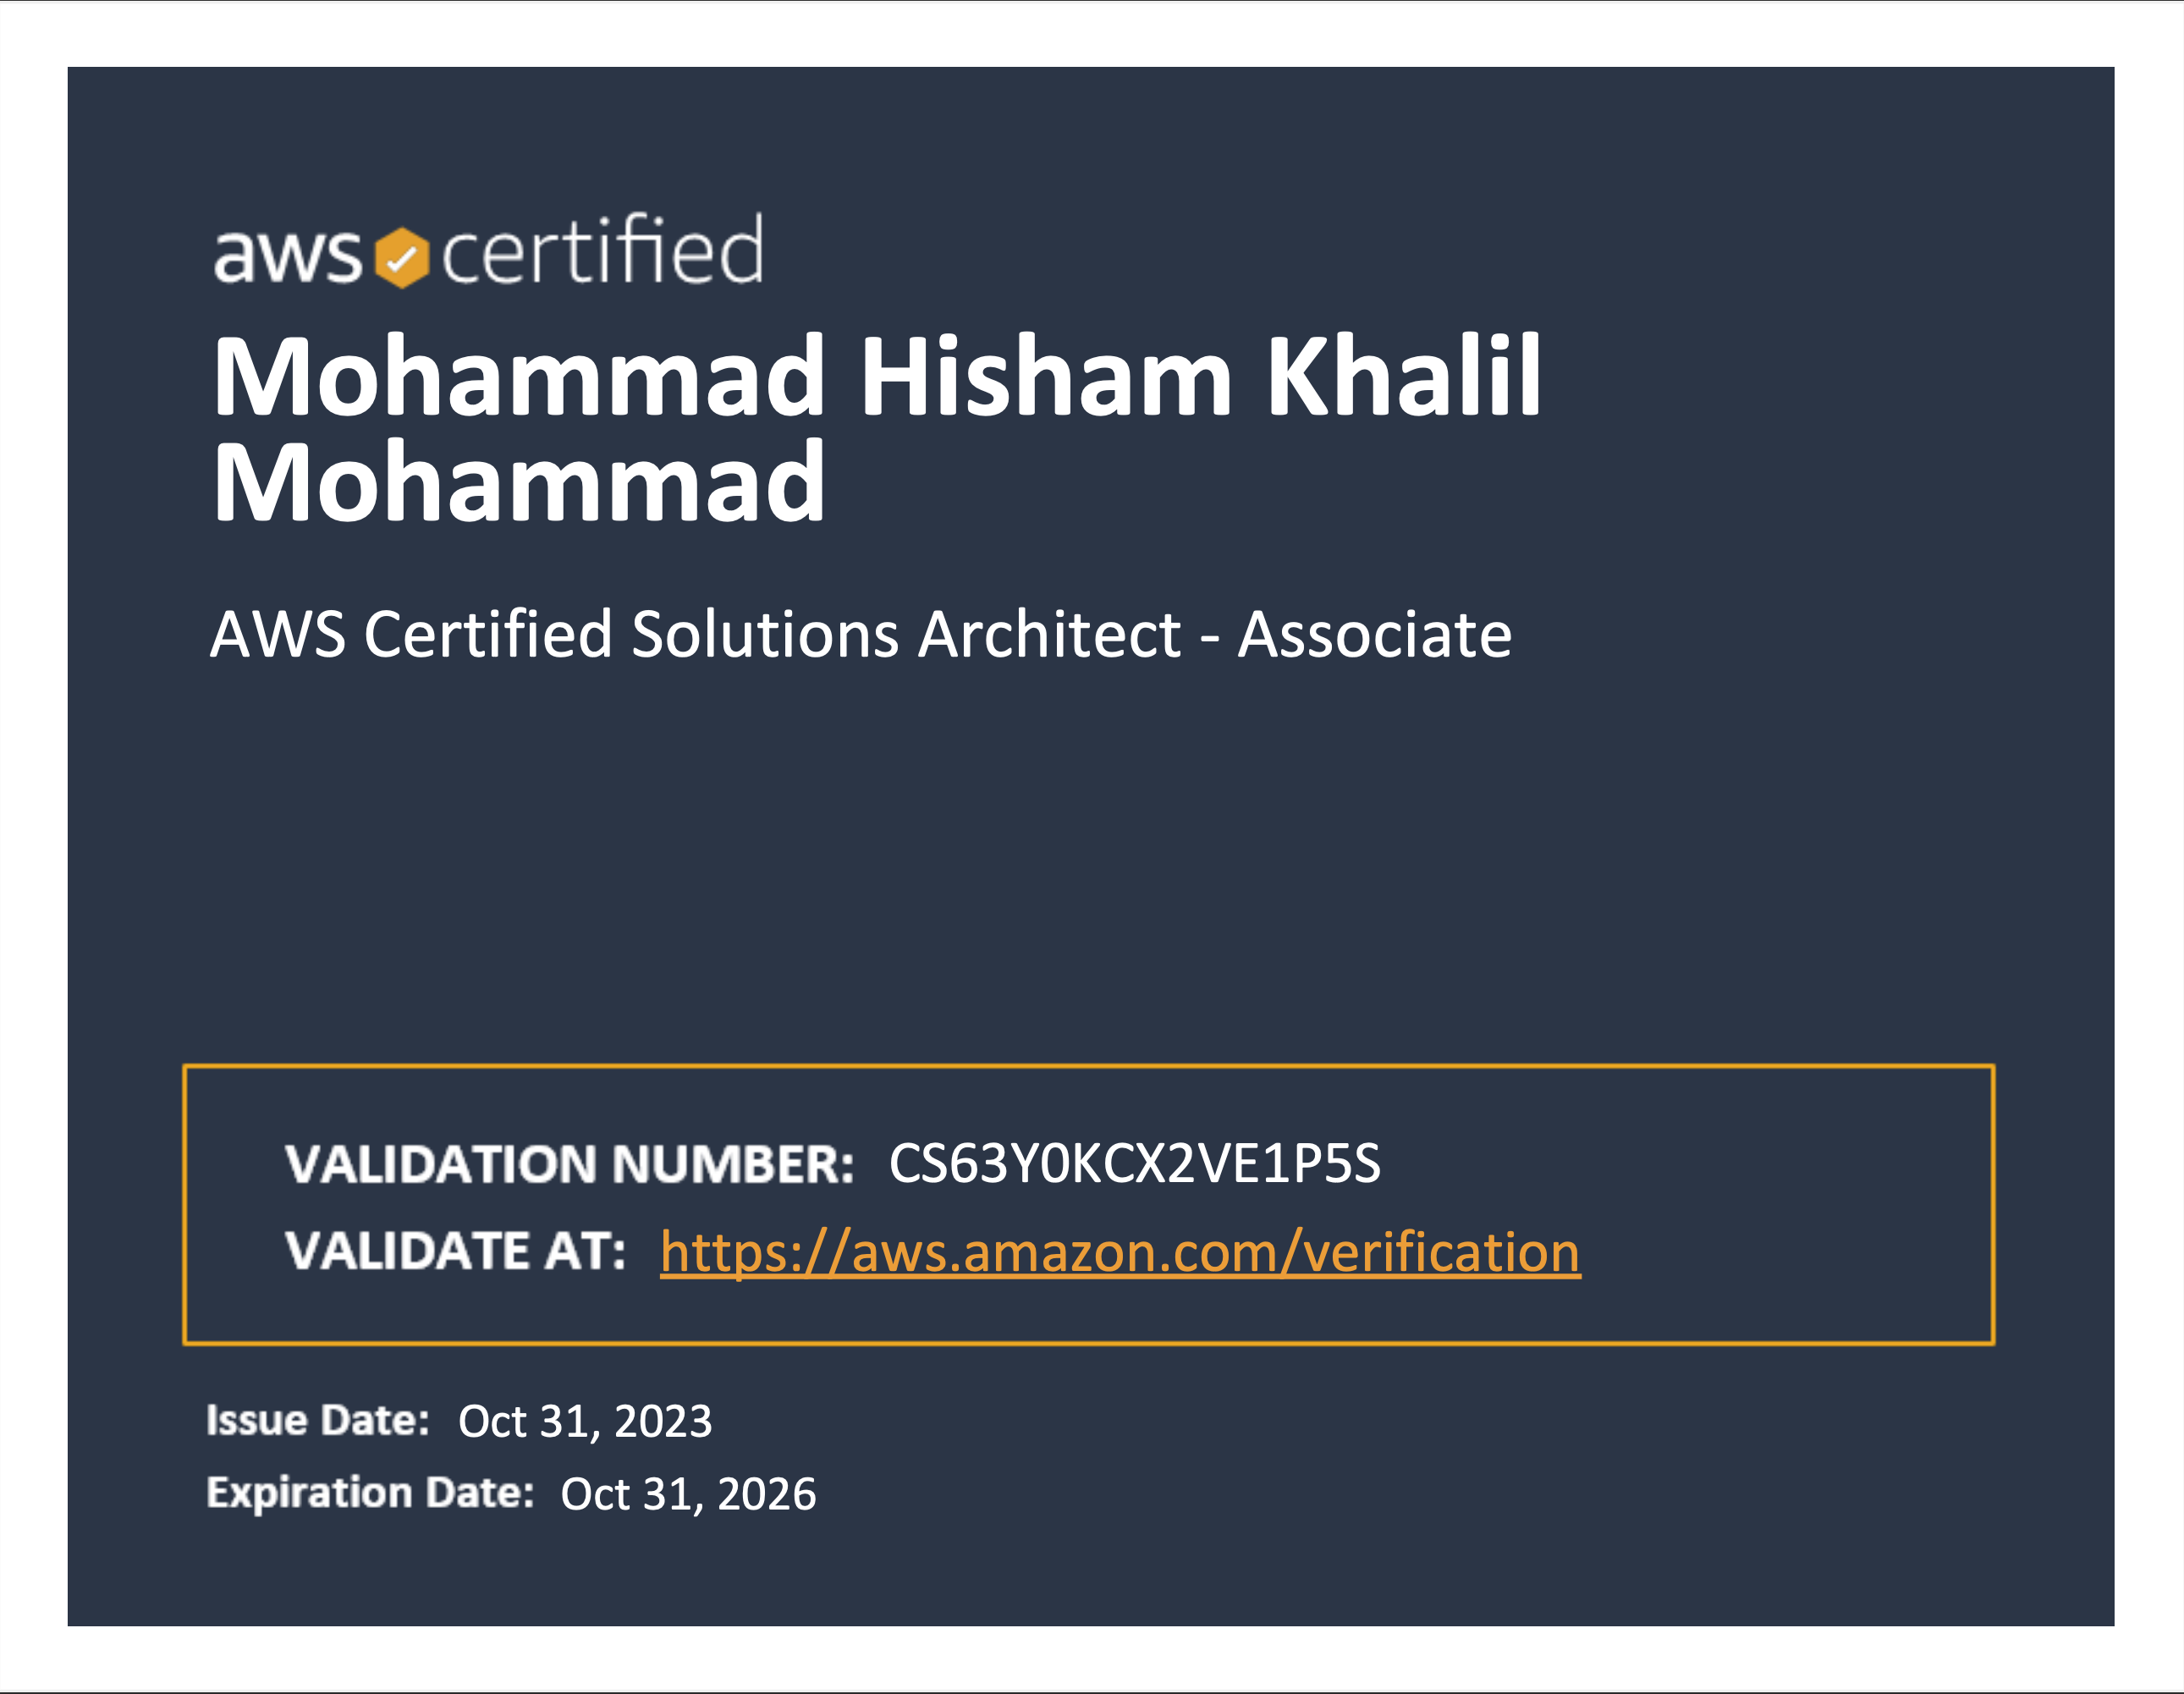 aws certified
Mohammad Hisham Khalil
Mohammad
AWS Certified Solutions Architect - Associate
VALIDATION NUMBER: CS63Y0KCX2VE1P5S
VALIDATE AT: https://aws.amazon.com/verification
Issue Date: Oct 31, 2023
Expiration Date: Oct 31, 2026